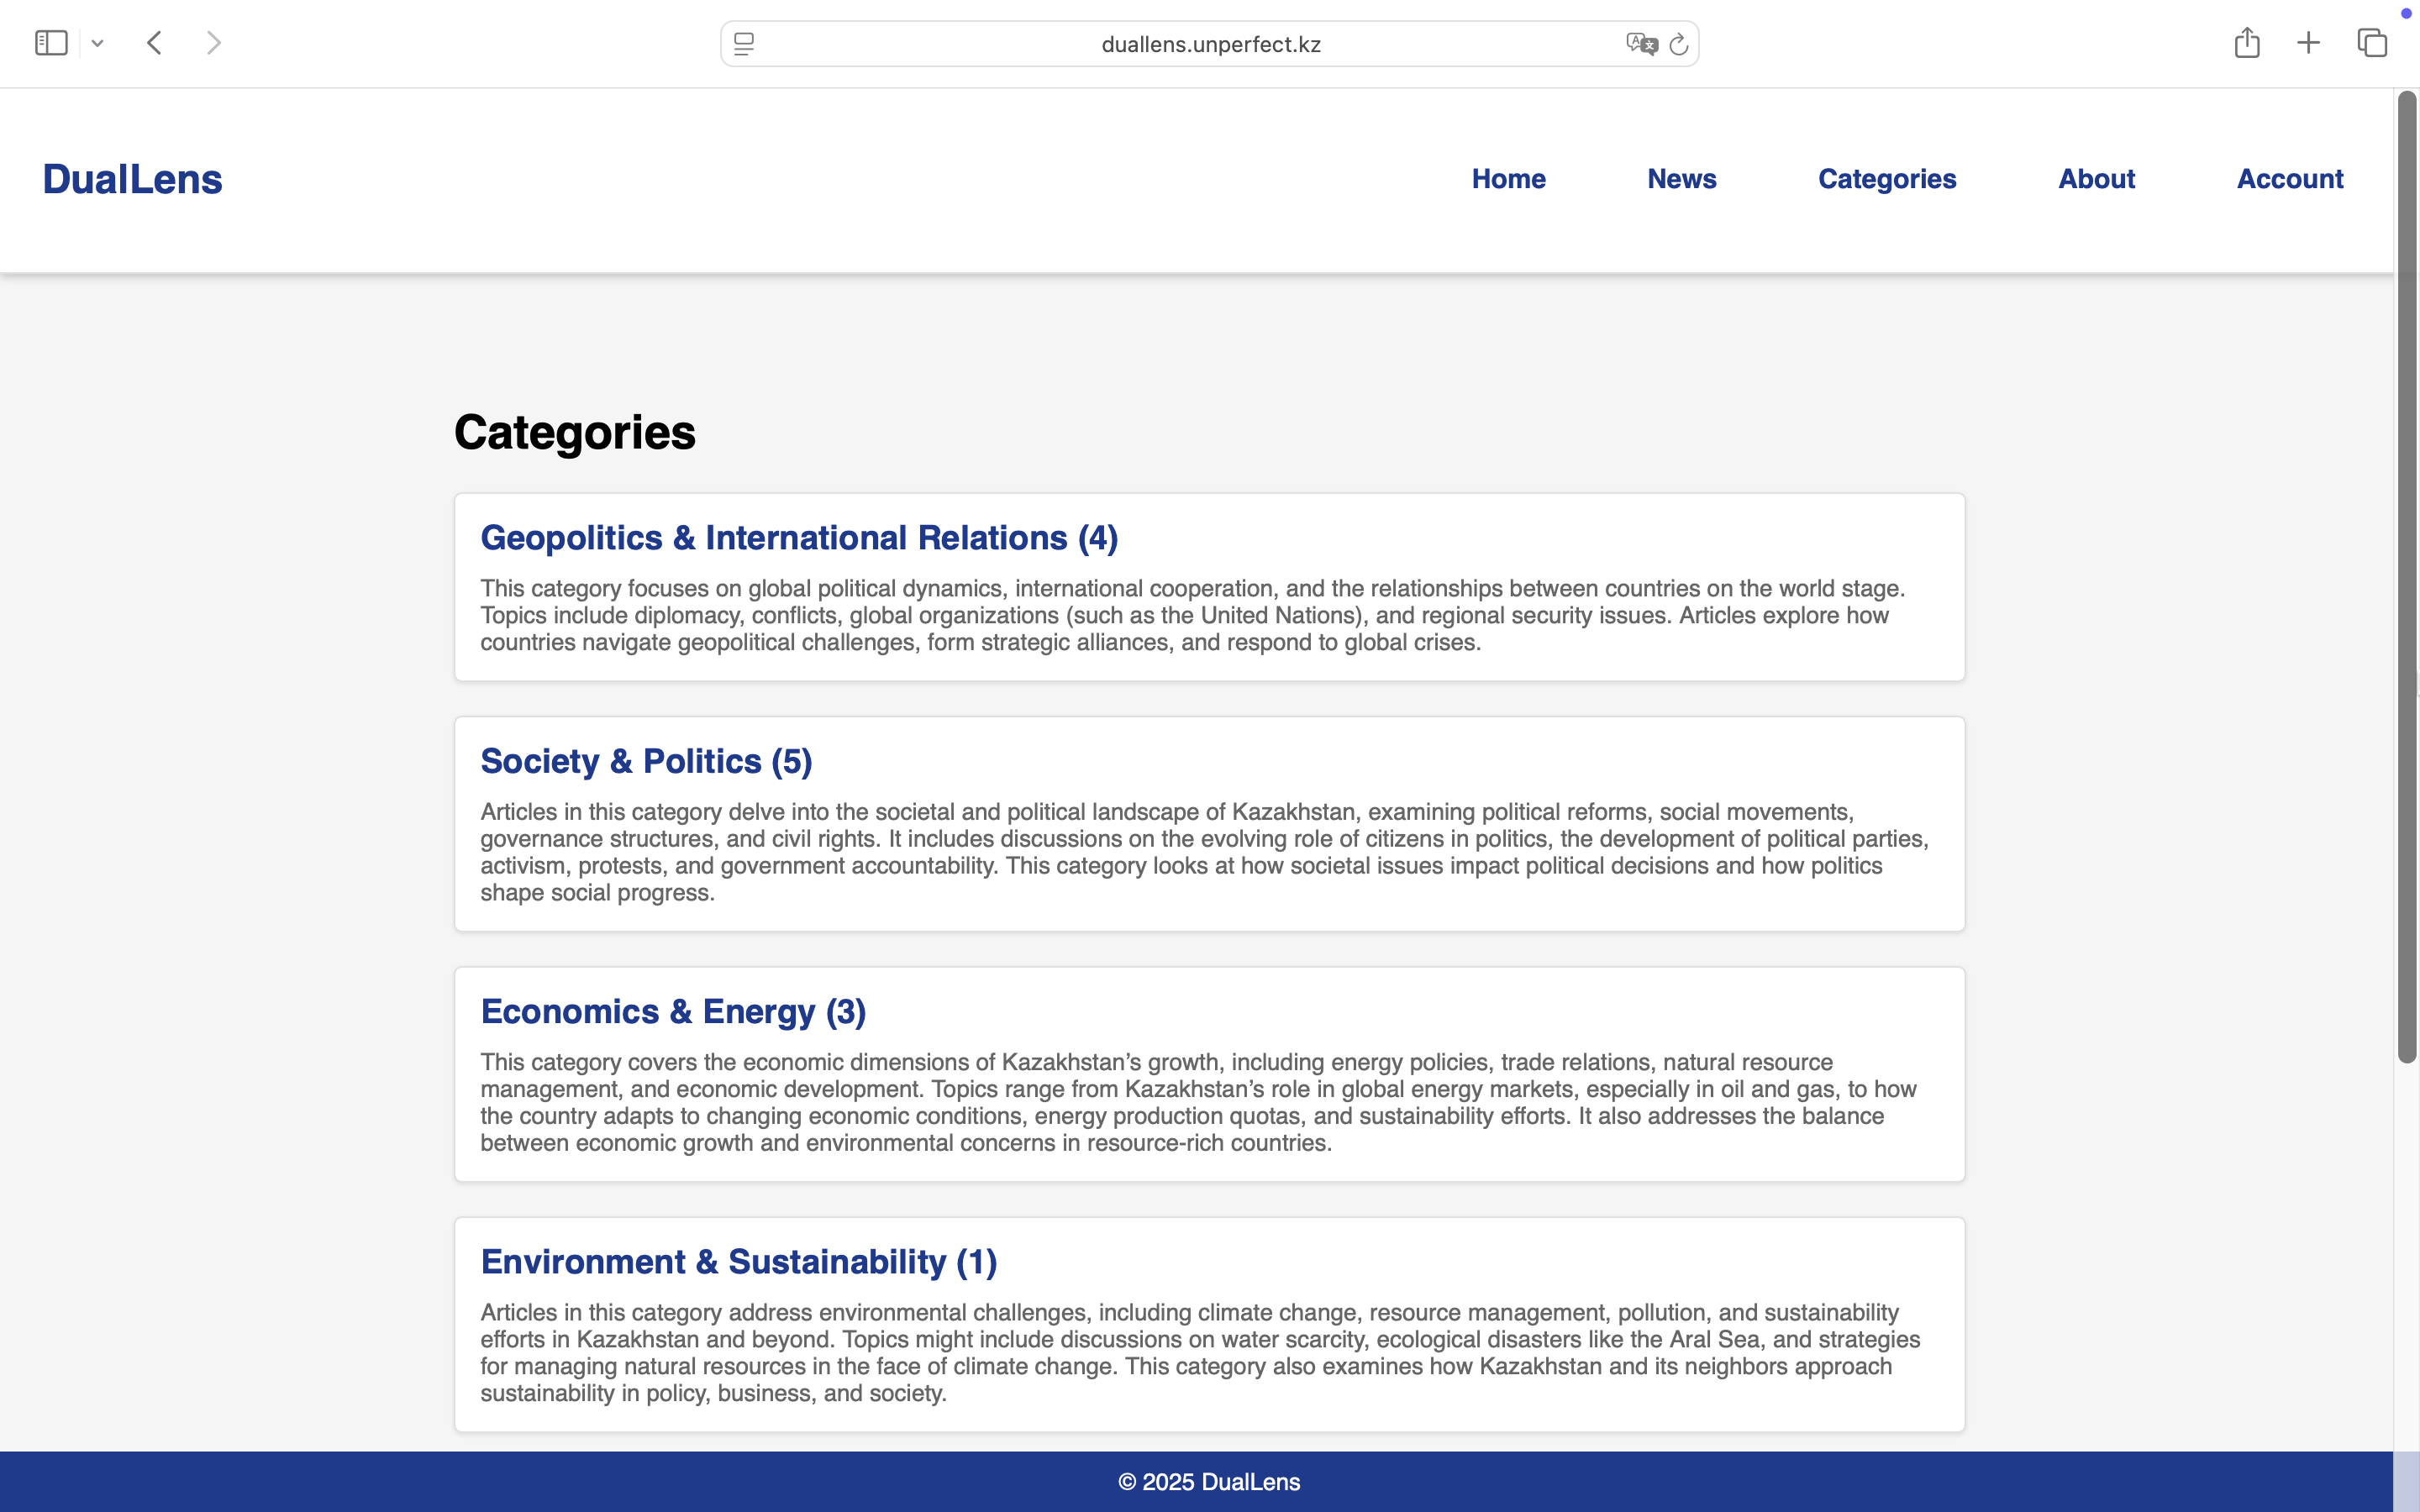 duallens.unperfect.kz
DualLens
Home News Categories About Account
Categories
Geopolitics & International Relations (4)
This category focuses on global political dynamics, international cooperation, and the relationships between countries on the world stage.
Topics include diplomacy, conflicts, global organizations (such as the United Nations), and regional security issues. Articles explore how
countries navigate geopolitical challenges, form strategic alliances, and respond to global crises.
Society & Politics (5)
Articles in this category delve into the societal and political landscape of Kazakhstan, examining political reforms, social movements,
governance structures, and civil rights. It includes discussions on the evolving role of citizens in politics, the development of political parties,
activism, protests, and government accountability. This category looks at how societal issues impact political decisions and how politics
shape social progress.
Economics & Energy (3)
This category covers the economic dimensions of Kazakhstan’s growth, including energy policies, trade relations, natural resource
management, and economic development. Topics range from Kazakhstan’s role in global energy markets, especially in oil and gas, to how
the country adapts to changing economic conditions, energy production quotas, and sustainability efforts. It also addresses the balance
between economic growth and environmental concerns in resource-rich countries.
Environment & Sustainability (1)
Articles in this category address environmental challenges, including climate change, resource management, pollution, and sustainability
efforts in Kazakhstan and beyond. Topics might include discussions on water scarcity, ecological disasters like the Aral Sea, and strategies
for managing natural resources in the face of climate change. This category also examines how Kazakhstan and its neighbors approach
sustainability in policy, business, and society.
© 2025 DualLens